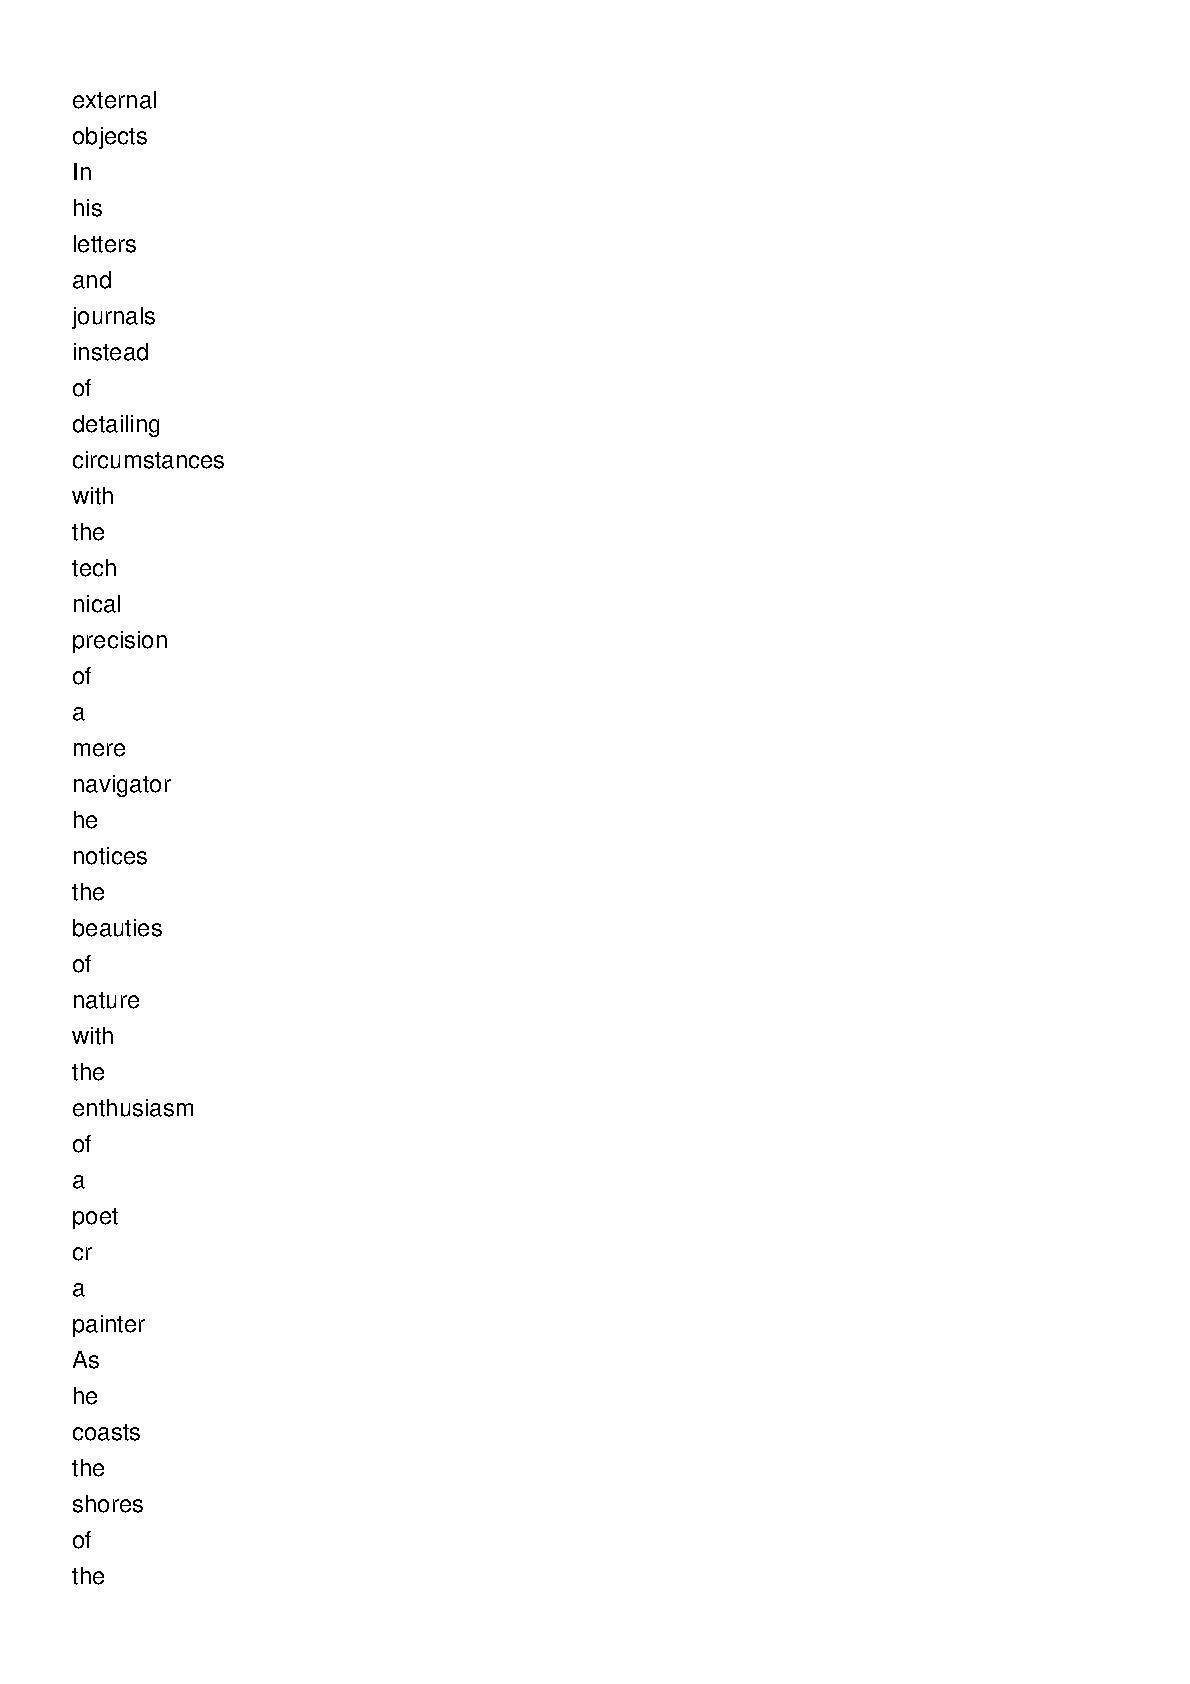 external
objects
In
his
letters
and
journals
instead
of
detailing
circumstances
with
the
tech
nical
precision
of
a
mere
navigator
he
notices
the
beauties
of
nature
with
the
enthusiasm
of
a
poet
cr
a
painter
As
he
coasts
the
shores
of
the